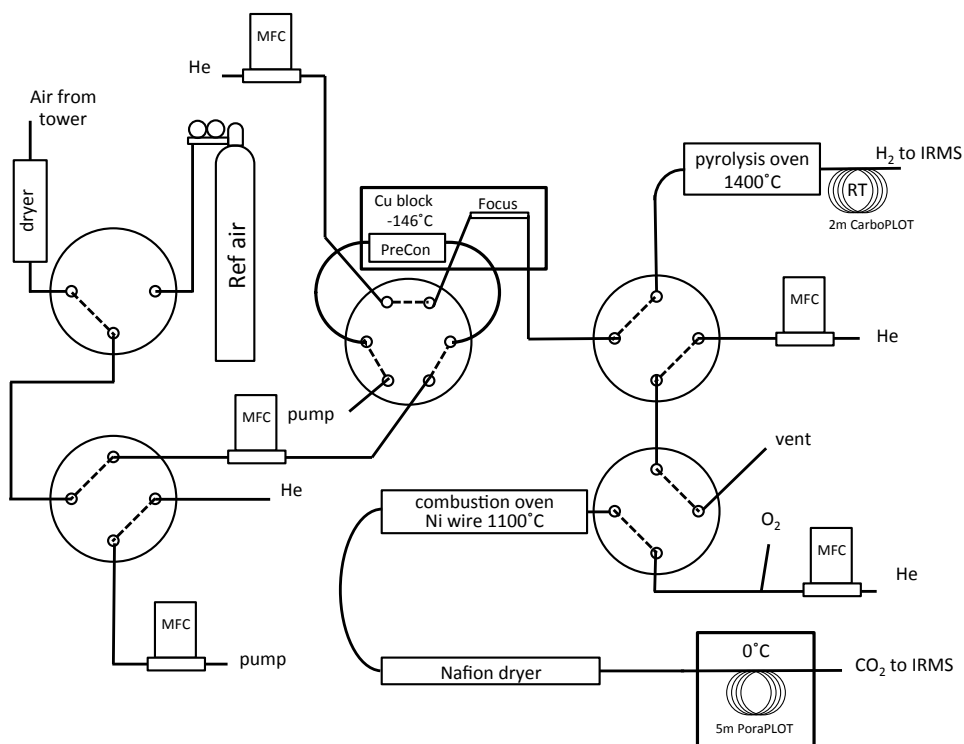 MFC
He
Air from
tower
dryer
Ref air
Cu block
-146˚C
Focus
PreCon
pyrolysis oven
1400˚C
H2 to IRMS
RT
2m CarboPLOT
MFC
He
pump
MFC
He
vent
combustion oven
Ni wire 1100˚C
O2
MFC
He
MFC
pump
Nafion dryer
0˚C
CO2 to IRMS
5m PoraPLOT